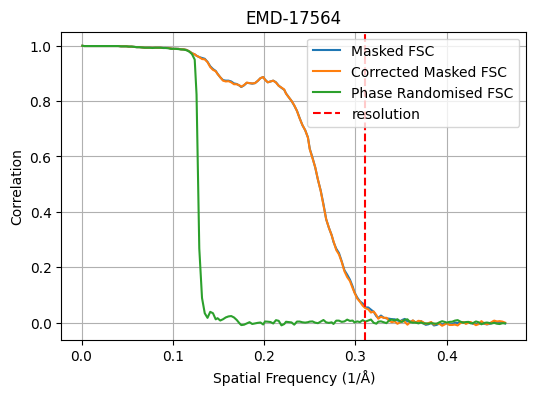 EMD-17564
Masked FSC
Corrected Masked FSC
Phase Randomised FSC
resolution
Correlation
1.0
0.8
0.6
0.4
0.2
0.0
0.0 0.1 0.2 0.3 0.4
Spatial Frequency (1/Å)